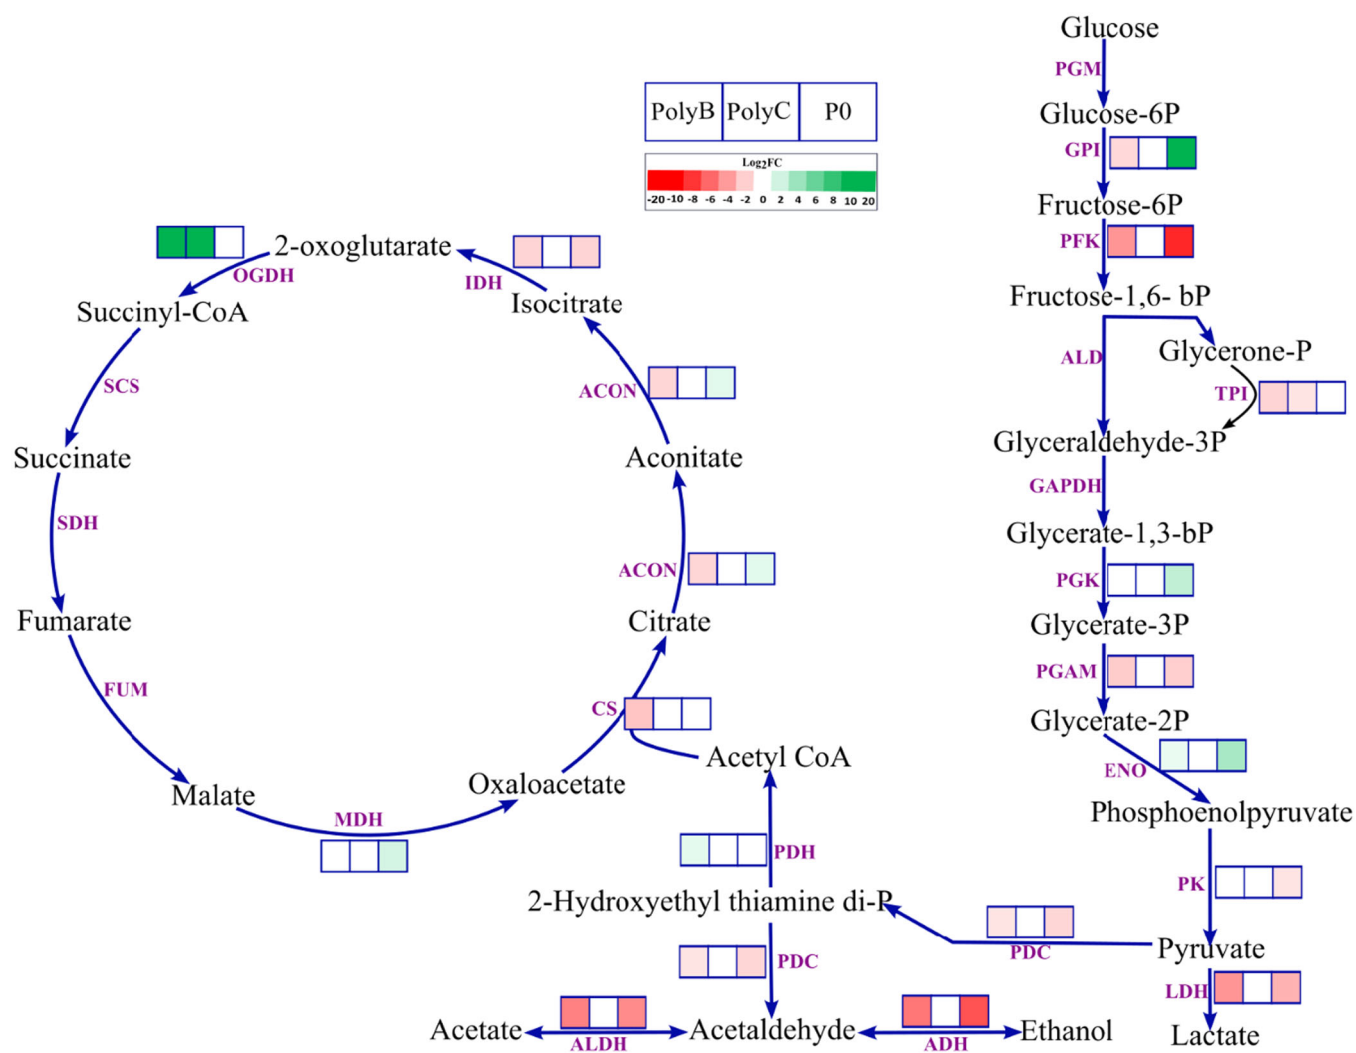 Glucose
PGM
Glucose-6P
GPI
Fructose-6P
PFK
Fructose-1,6- bP
ALD
Glycerone-P
TPI
Glyceraldehyde-3P
GAPDH
Glycerate-1,3-bP
PGK
Glycerate-3P
PGAM
Glycerate-2P
ENO
Phosphoenolpyruvate
PK
Pyruvate
LDH
Lactate
PolyB PolyC P0
Log2FC
-20 -10 -8 -6 -4 -2 0 2 4 6 8 10 20
2-oxoglutarate
OGDH
IDH
Isocitrate
Succinyl-CoA
SCS
ACON
Succinate
Aconitate
SDH
ACON
Fumarate
Citrate
FUM
CS
Acetyl CoA
Oxaloacetate
Malate
MDH
PDH
2-Hydroxyethyl thiamine di-P
PDC
PDC
Acetate
ALDH
Acetaldehyde
ADH
Ethanol